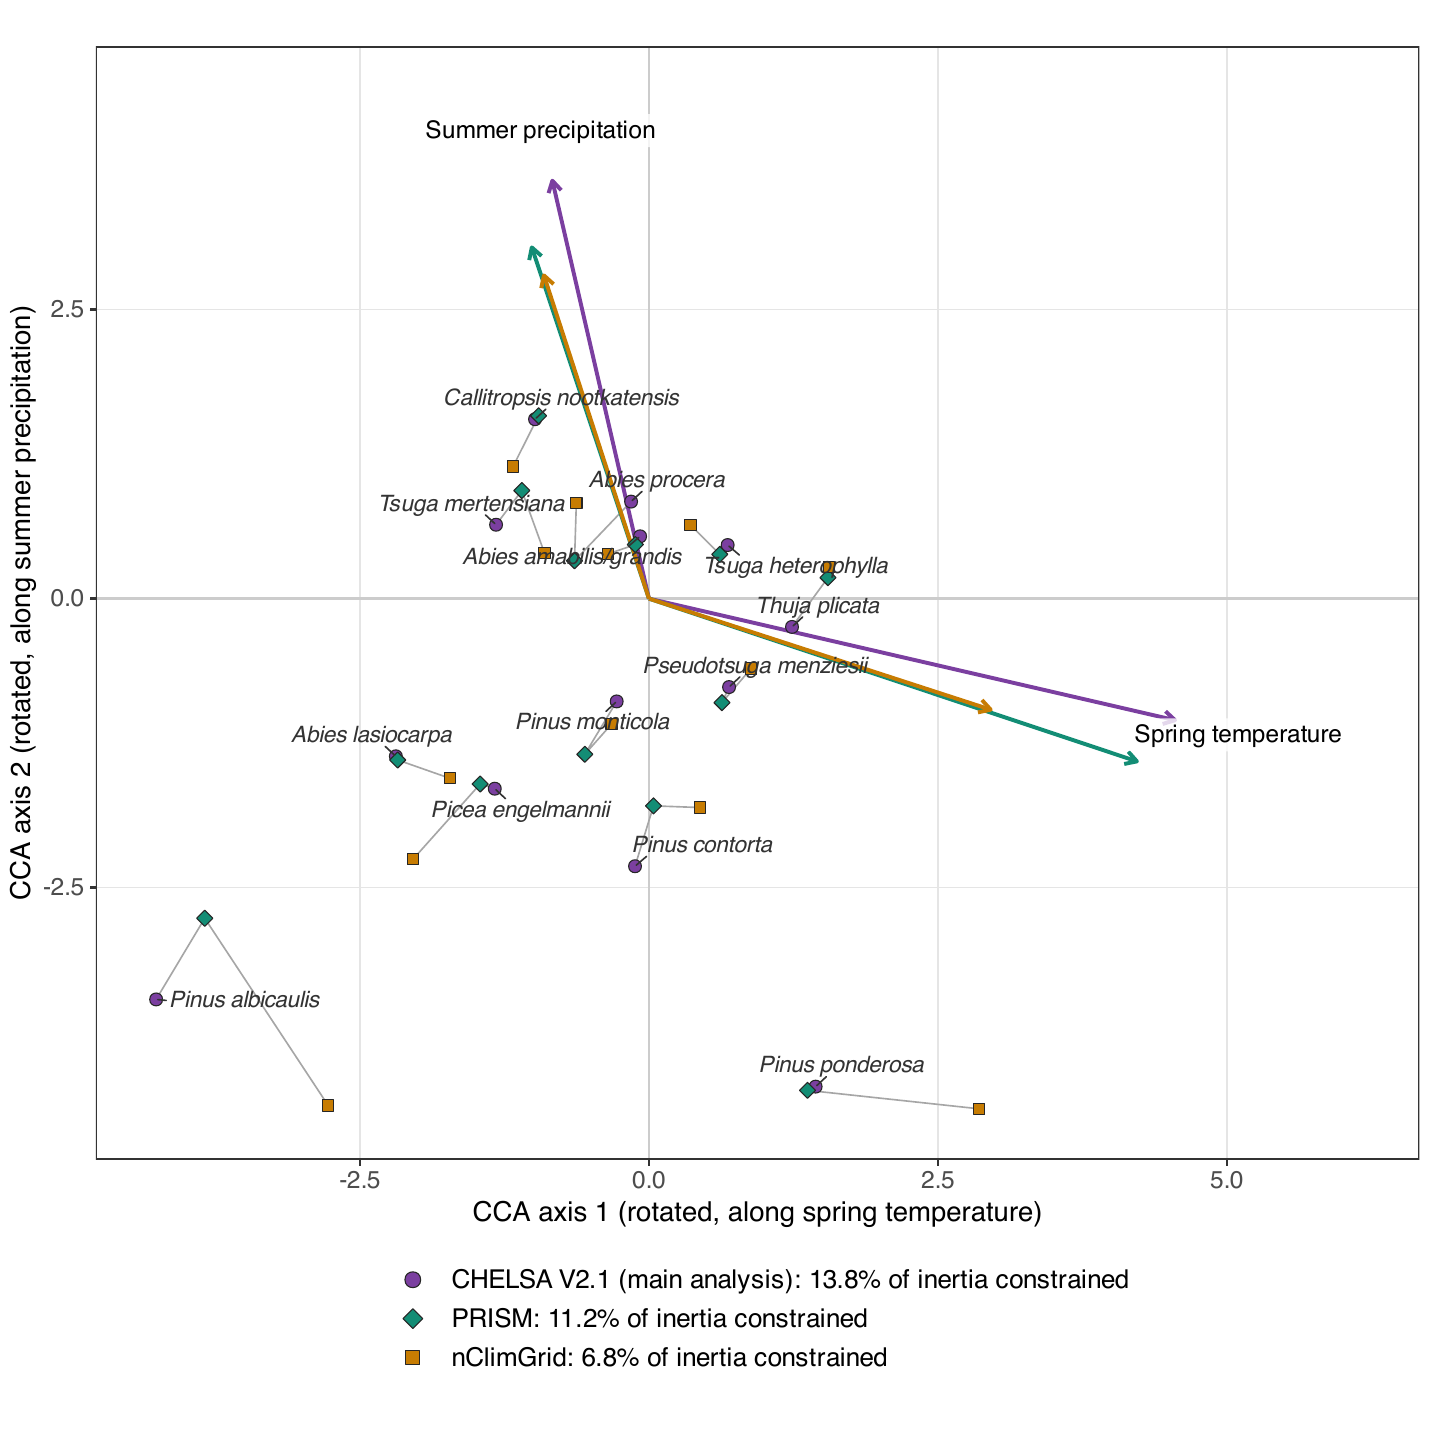 Summer precipitation
2.5
Callitropsis nootkatensis
Abies procera
Tsuga mertensiana
Abies amabilis/grandis
Tsuga heterophylla
0.0
Thuja plicata
Pseudotsuga menziesii
Pinus monticola
Abies lasiocarpa
Spring temperature
Picea engelmannii
Pinus contorta
-2.5
Pinus albicaulis
Pinus ponderosa
CCA axis 2 (rotated, along summer precipitation)
-2.5
0.0
2.5
5.0
CCA axis 1 (rotated, along spring temperature)
CHELSA V2.1 (main analysis): 13.8% of inertia constrained
PRISM: 11.2% of inertia constrained
nClimGrid: 6.8% of inertia constrained